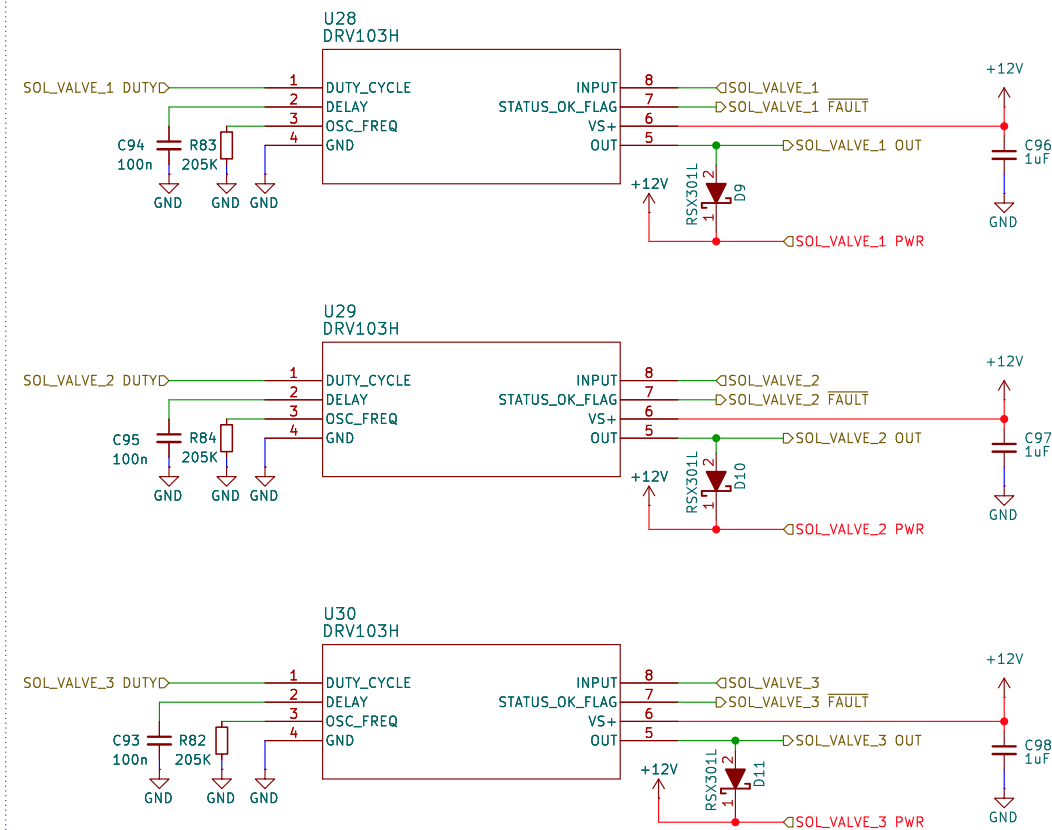 U28
DRV103H
SOL_VALVE_1 DUTY 1 DUTY_CYCLE INPUT 8 SOL_VALVE_1
2 DELAY STATUS_OK_FLAG 7 SOL_VALVE_1 FAULT
3 OSC_FREQ VS+ 6
4 GND OUT 5 SOL_VALVE_1 OUT
C94
100n
R83
205K
GND GND GND
+12V
RSX301L
2
1
D9
SOL_VALVE_1 PWR
+12V
C96
1uF
GND
U29
DRV103H
SOL_VALVE_2 DUTY 1 DUTY_CYCLE INPUT 8 SOL_VALVE_2
2 DELAY STATUS_OK_FLAG 7 SOL_VALVE_2 FAULT
3 OSC_FREQ VS+ 6
4 GND OUT 5 SOL_VALVE_2 OUT
C95
100n
R84
205K
GND GND GND
+12V
RSX301L
2
1
D10
SOL_VALVE_2 PWR
+12V
C97
1uF
GND
U30
DRV103H
SOL_VALVE_3 DUTY 1 DUTY_CYCLE INPUT 8 SOL_VALVE_3
2 DELAY STATUS_OK_FLAG 7 SOL_VALVE_3 FAULT
3 OSC_FREQ VS+ 6
4 GND OUT 5 SOL_VALVE_3 OUT
C93
100n
R82
205K
GND GND GND
+12V
RSX301L
2
1
D11
SOL_VALVE_3 PWR
+12V
C98
1uF
GND